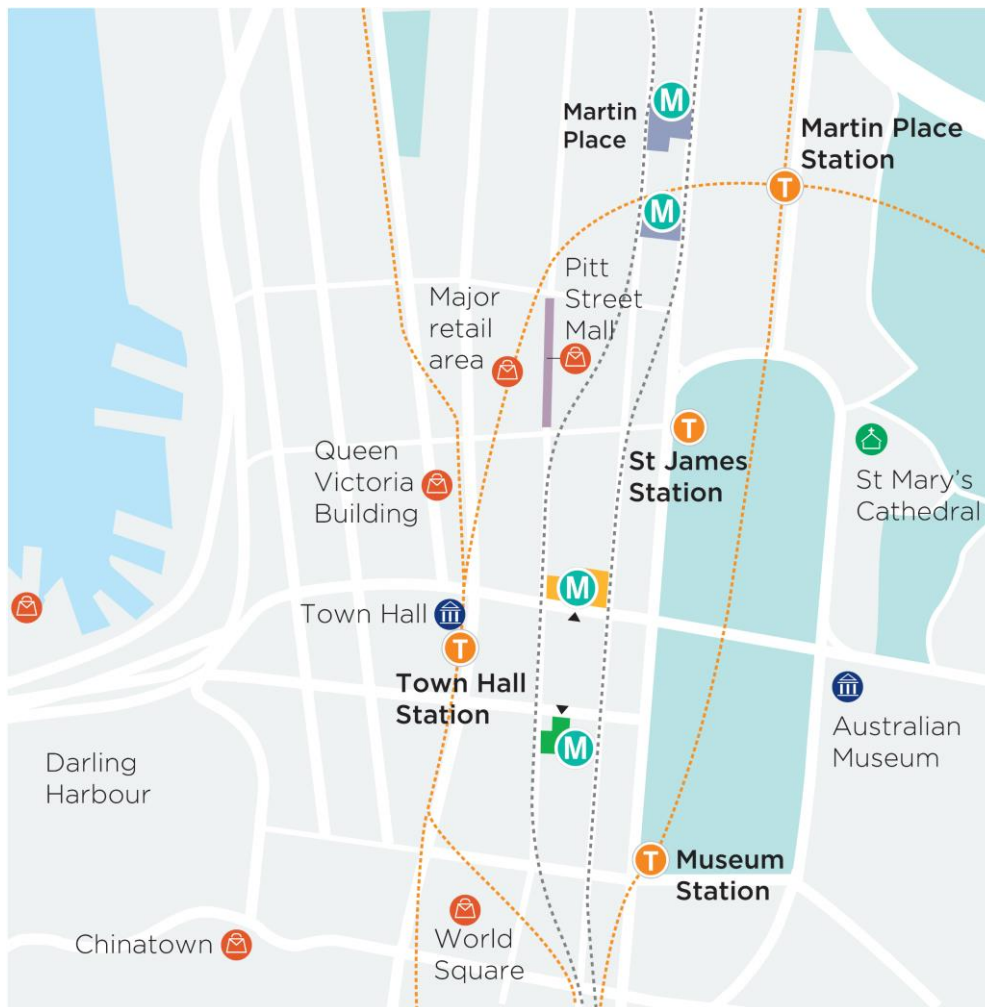 M
Martin
Place
Martin Place
Station
T
M
Pitt
Street
Mall
Major
retail
area
T
St James
Station
Queen
Victoria
Building
St Mary's
Cathedral
M
Town Hall
T
Town Hall
Station
M
Australian
Museum
Darling
Harbour
T
Museum
Station
World
Square
Chinatown